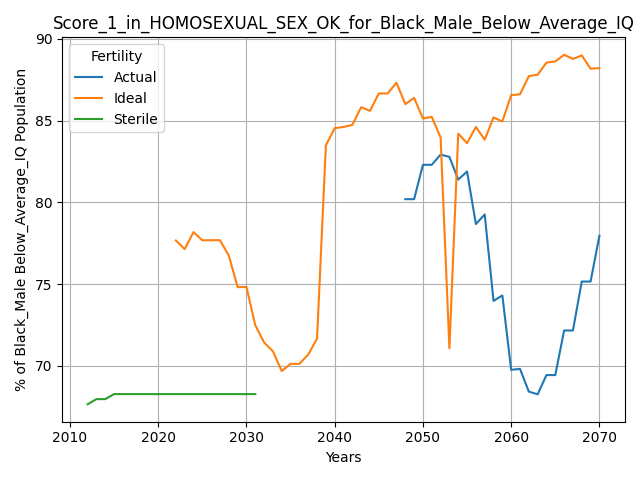 Score_1_in_HOMOSEXUAL_SEX_OK_for_Black_Male_Below_Average_IQ
% of Black_Male Below_Average_IQ Population
90
85
80
75
70
Fertility
Actual
Ideal
Sterile
2010
2020
2030
2040
2050
2060
2070
Years